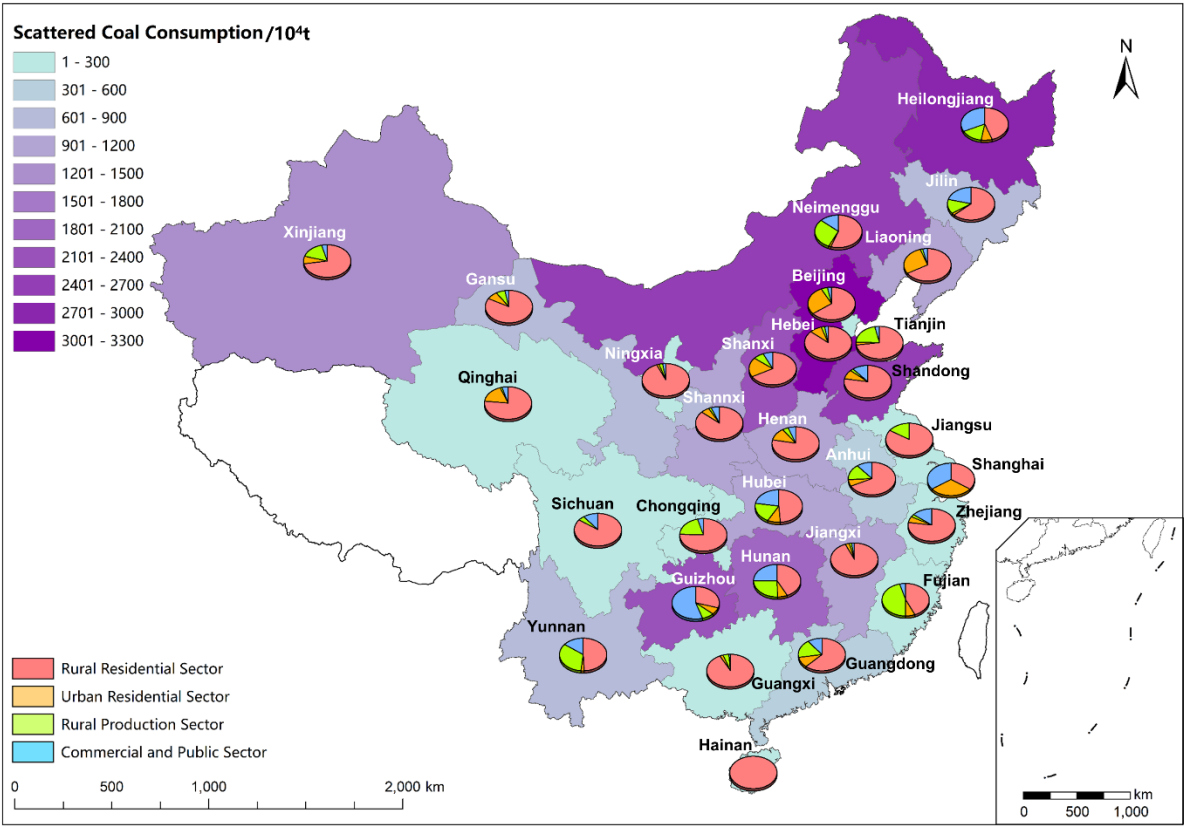 Scattered Coal Consumption /10⁴t
1 - 300
301 - 600
601 - 900
901 - 1200
1201 - 1500
1501 - 1800
1801 - 2100
2101 - 2400
2401 - 2700
2701 - 3000
3001 - 3300
N
Heilongjiang
Jilin
Neimenggu
Liaoning
Xinjiang
Gansu
Beijing
Hebei
Tianjin
Ningxia
Shanxi
Shandong
Qinghai
Shannxi
Henan
Jiangsu
Anhui
Shanghai
Hubei
Sichuan
Chongqing
Zhejiang
Jiangxi
Hunan
Guizhou
Fujian
Yunnan
Guangdong
Guangxi
Hainan
Rural Residential Sector
Urban Residential Sector
Rural Production Sector
Commercial and Public Sector
0 500 1,000 2,000 km
km
0 500 1,000